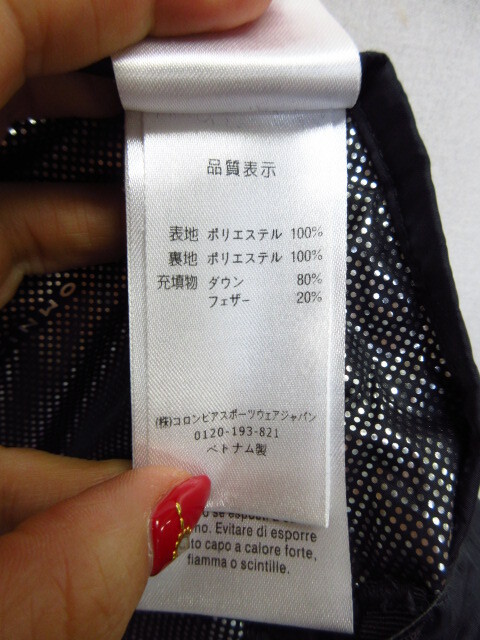 品質表示
表地 ポリエステル 100%
裏地 ポリエステル 100%
充填物 ダウン 80%
フェザー 20%
(株)コロンビアスポーツウェアジャパン
0120-193-821
ベトナム製
se esposti
Evitare di esporre
capo a calore forte,
fiamma o scintille.
OMN